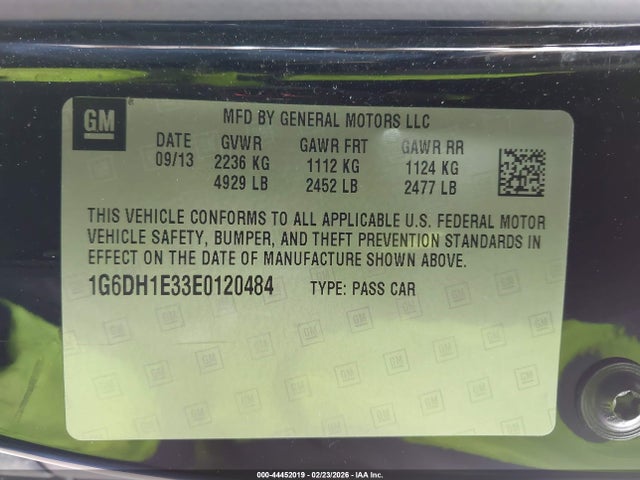 GM
MFD BY GENERAL MOTORS LLC
DATE GVWR GAWR FRT GAWR RR
09/13 2236 KG 1112 KG 1124 KG
4929 LB 2452 LB 2477 LB
THIS VEHICLE CONFORMS TO ALL APPLICABLE U.S. FEDERAL MOTOR
VEHICLE SAFETY, BUMPER, AND THEFT PREVENTION STANDARDS IN
EFFECT ON THE DATE OF MANUFACTURE SHOWN ABOVE.
1G6DH1E33E0120484 TYPE: PASS CAR
000-44452019 - 02/23/2026 - IAA Inc.